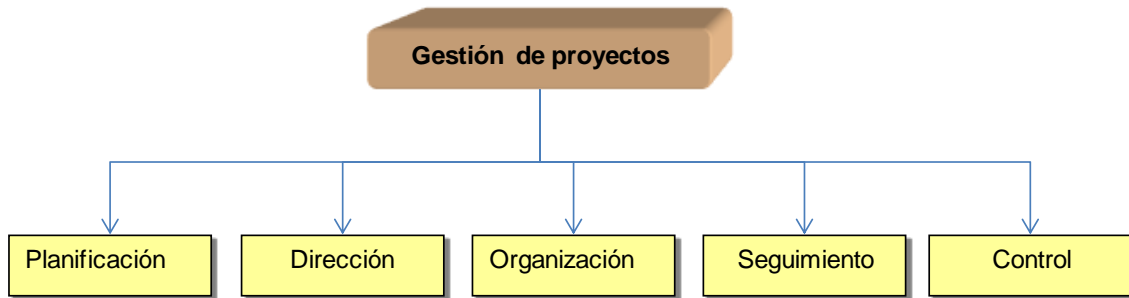 Gestión de proyectos
Planificación
Dirección
Organización
Seguimiento
Control